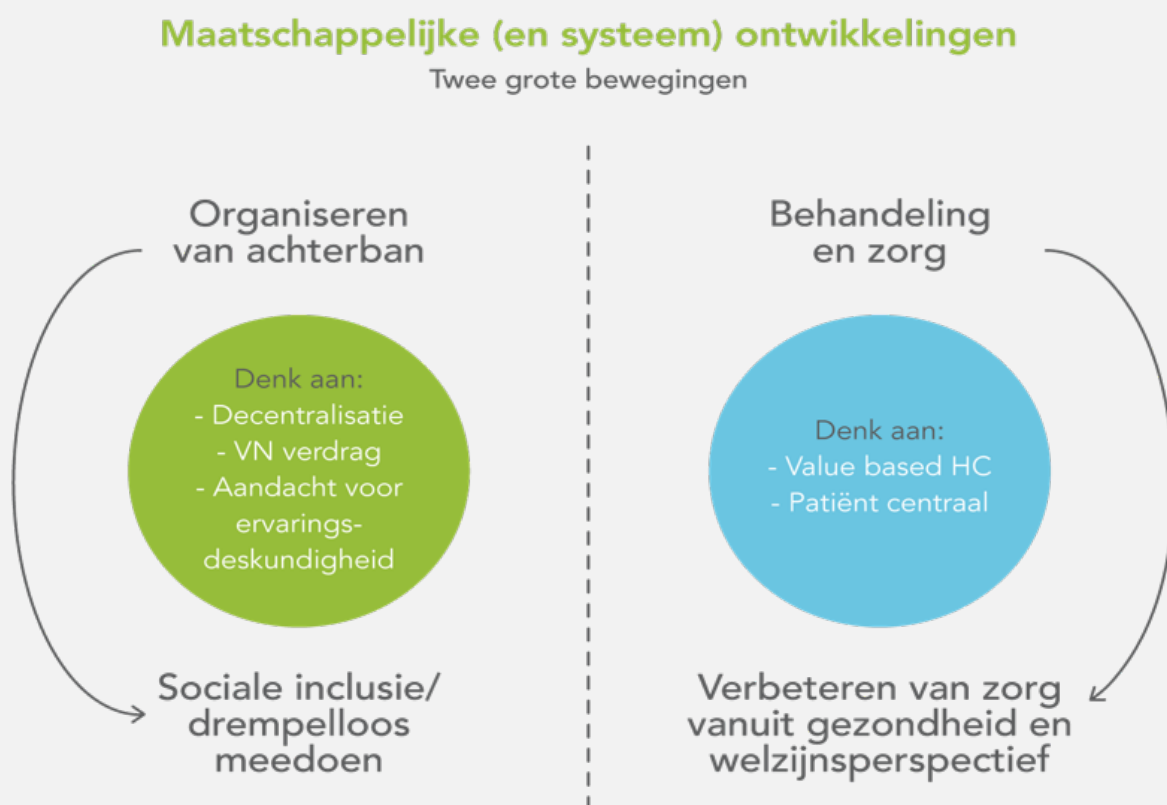 Maatschappelijke (en systeem) ontwikkelingen
Twee grote bewegingen
Organiseren
van achterban
Denk aan:
- Decentralisatie
- VN verdrag
- Aandacht voor
ervarings-
deskundigheid
Sociale inclusie/
drempelloos
meedoen
Behandeling
en zorg
Denk aan:
- Value based HC
- Patiënt centraal
Verbeteren van zorg
vanuit gezondheid en
welzijnsperspectief